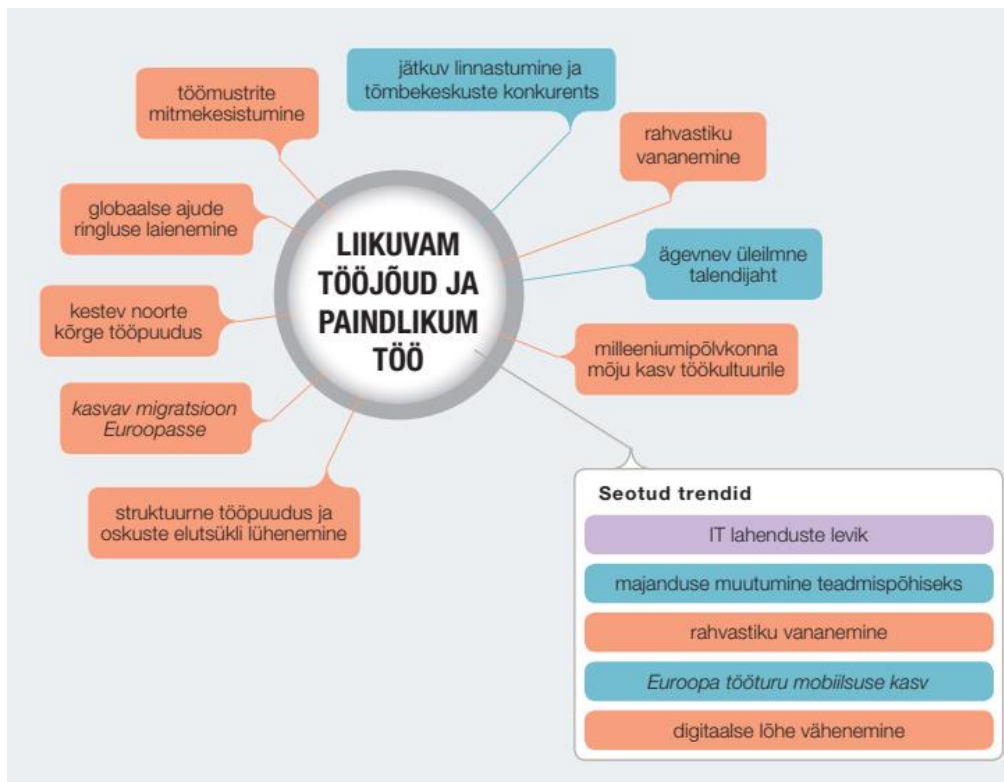 jätkuv linnastumine ja
tõmbekeskuste konkurents
töömustrite
mitmekesistumine
rahvastiku
vananemine
globaalse ajude
ringluse laienemine
LIIKUVAM
TÖÖJÕUD JA
PAINDLIKUM
TÖÖ
ägevnev üleilmne
talendijaht
kestev noorte
kõrge tööpuudus
milleeniumipõlvkonna
mõju kasv töökultuurile
kasvav migratsioon
Euroopasse
struktuurne tööpuudus ja
oskuste elutsükli lühenemine
Seotud trendid
IT lahenduste levik
majanduse muutumine teadmispõhiseks
rahvastiku vananemine
Euroopa tööturu mobiilsuse kasv
digitaalse lõhe vähenemine